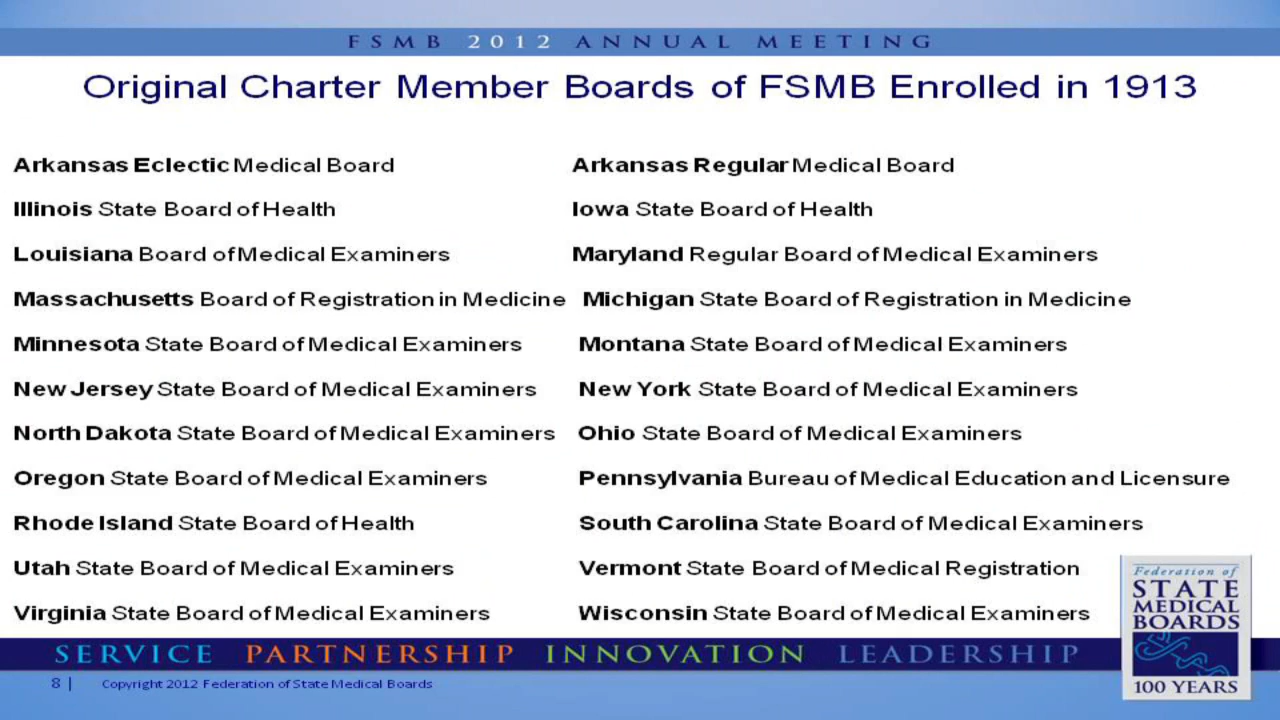 FSMB 2012 ANNUAL MEETING
Original Charter Member Boards of FSMB Enrolled in 1913
Arkansas Eclectic Medical Board
Arkansas Regular Medical Board
Illinois State Board of Health
Iowa State Board of Health
Louisiana Board of Medical Examiners
Maryland Regular Board of Medical Examiners
Massachusetts Board of Registration in Medicine
Michigan State Board of Registration in Medicine
Minnesota State Board of Medical Examiners
Montana State Board of Medical Examiners
New Jersey State Board of Medical Examiners
New York State Board of Medical Examiners
North Dakota State Board of Medical Examiners
Ohio State Board of Medical Examiners
Oregon State Board of Medical Examiners
Pennsylvania Bureau of Medical Education and Licensure
Rhode Island State Board of Health
South Carolina State Board of Medical Examiners
Utah State Board of Medical Examiners
Vermont State Board of Medical Registration
Virginia State Board of Medical Examiners
Wisconsin State Board of Medical Examiners
Federation of
STATE
MEDICAL
BOARDS
100 YEARS
SERVICE PARTNERSHIP INNOVATION LEADERSHIP
8 | Copyright 2012 Federation of State Medical Boards